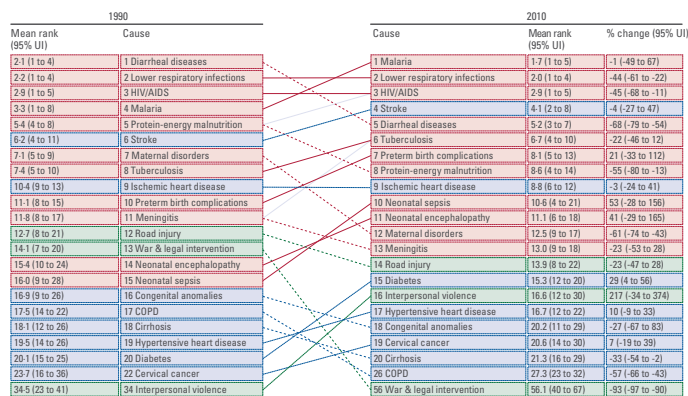 1990
Mean rank (95% UI) Cause
2·1 (1 to 4) 1 Diarrheal diseases
2·2 (1 to 4) 2 Lower respiratory infections
2·9 (1 to 5) 3 HIV/AIDS
3·3 (1 to 8) 4 Malaria
5·4 (4 to 8) 5 Protein-energy malnutrition
6·2 (4 to 11) 6 Stroke
7·1 (5 to 9) 7 Maternal disorders
7·4 (5 to 10) 8 Tuberculosis
10·4 (9 to 13) 9 Ischemic heart disease
11·1 (8 to 15) 10 Preterm birth complications
11·8 (8 to 17) 11 Meningitis
12·7 (8 to 21) 12 Road injury
14·1 (7 to 20) 13 War & legal intervention
15·4 (10 to 24) 14 Neonatal encephalopathy
16·0 (9 to 28) 15 Neonatal sepsis
16·9 (9 to 26) 16 Congenital anomalies
17·5 (14 to 22) 17 COPD
18·1 (12 to 26) 18 Cirrhosis
19·5 (14 to 26) 19 Hypertensive heart disease
20·1 (15 to 25) 20 Diabetes
23·7 (16 to 36) 22 Cervical cancer
34·5 (23 to 41) 34 Interpersonal violence
2010
Cause Mean rank (95% UI) % change (95% UI)
1 Malaria 1·7 (1 to 5) -1 (-49 to 67)
2 Lower respiratory infections 2·0 (1 to 4) -44 (-61 to -22)
3 HIV/AIDS 2·9 (1 to 5) -45 (-68 to -11)
4 Stroke 4·1 (2 to 8) -4 (-27 to 47)
5 Diarrheal diseases 5·2 (3 to 7) -68 (-79 to -54)
6 Tuberculosis 6·7 (4 to 10) -22 (-46 to 12)
7 Preterm birth complications 8·1 (5 to 13) 21 (-33 to 112)
8 Protein-energy malnutrition 8·6 (4 to 14) -55 (-80 to -13)
9 Ischemic heart disease 8·8 (6 to 12) -3 (-24 to 41)
10 Neonatal sepsis 10·6 (4 to 21) 53 (-28 to 156)
11 Neonatal encephalopathy 11.1 (6 to 18) 41 (-29 to 165)
12 Maternal disorders 12.5 (9 to 17) -61 (-74 to -43)
13 Meningitis 13.0 (9 to 18) -23 (-53 to 28)
14 Road injury 13.9 (8 to 22) -23 (-47 to 28)
15 Diabetes 15.3 (12 to 20) 29 (4 to 56)
16 Interpersonal violence 16.6 (12 to 30) 217 (-34 to 374)
17 Hypertensive heart disease 16.7 (12 to 22) 10 (-9 to 33)
18 Congenital anomalies 20.2 (11 to 29) -27 (-67 to 83)
19 Cervical cancer 20.6 (14 to 30) 7 (-19 to 39)
20 Cirrhosis 21.3 (16 to 29) -33 (-54 to -2)
26 COPD 27.3 (23 to 32) -57 (-66 to -43)
56 War & legal intervention 56.1 (40 to 67) -93 (-97 to -90)